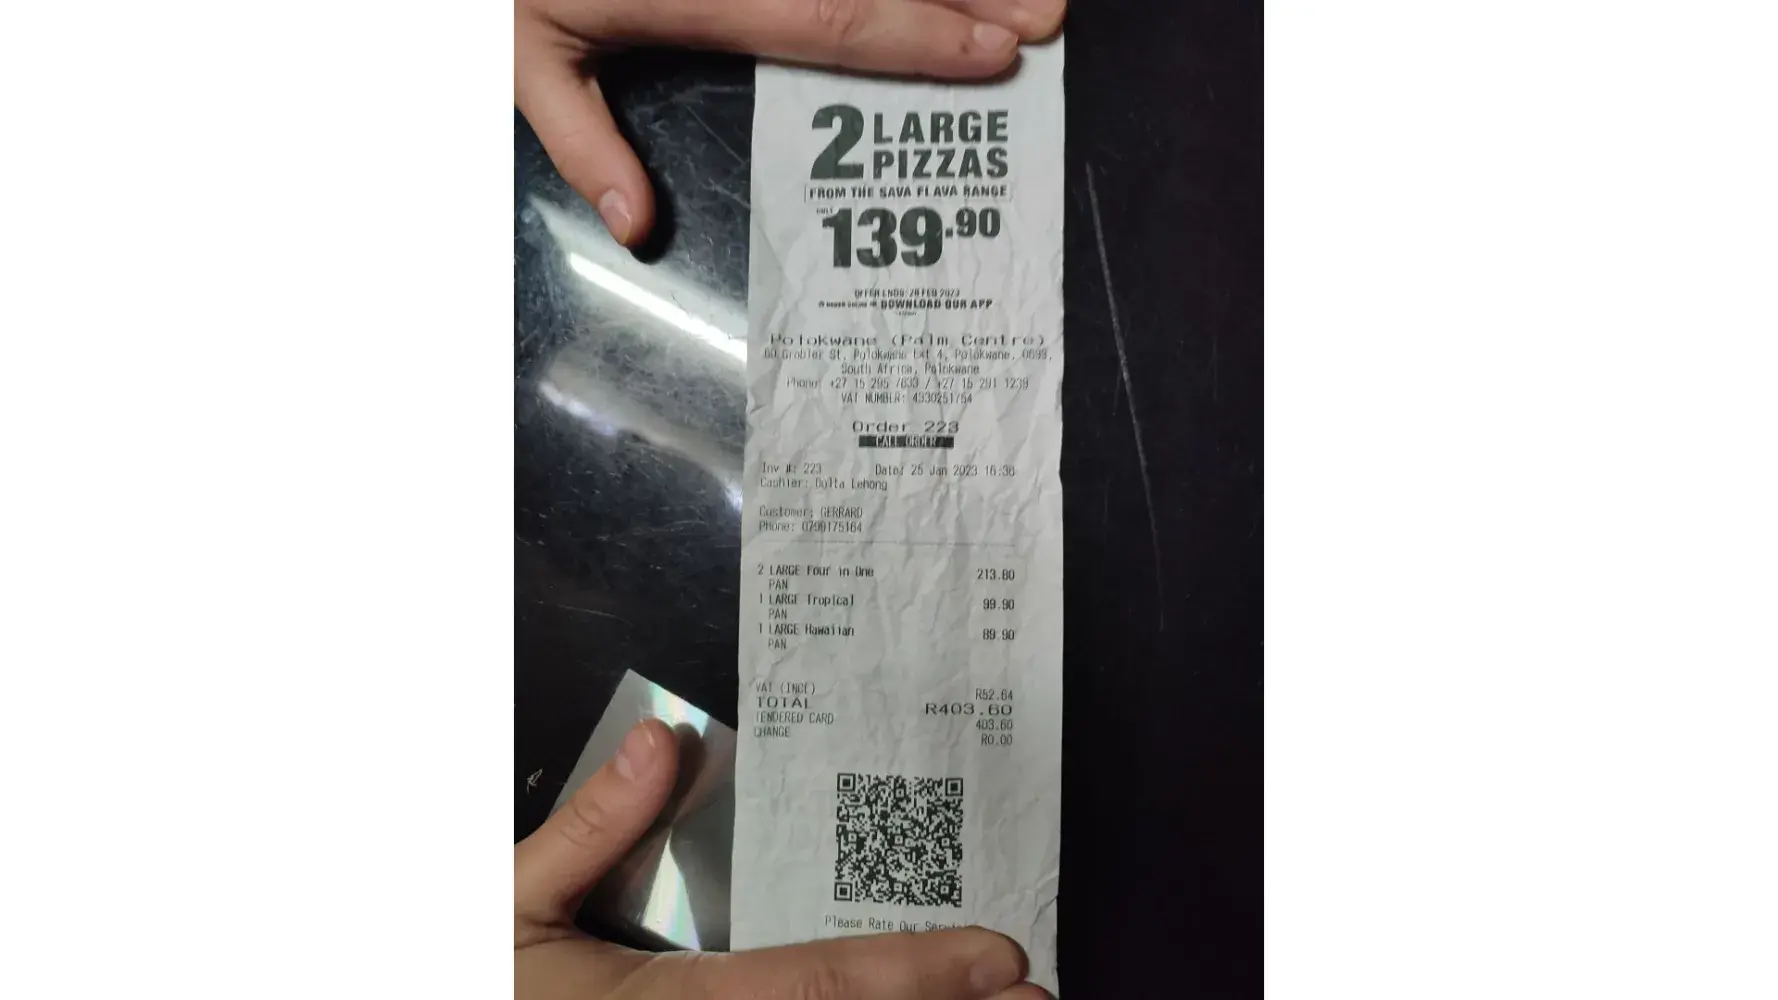 2 LARGE
PIZZAS
FROM THE SAVA FLAVA RANGE
ONLY
139.90
OFFER ENDS: 28 FEB 2023
DOWNLOAD OUR APP
Polokwane (Palm Centre)
60 Grobler St, Polokwane Ext 4, Polokwane, 0699,
South Africa, Polokwane
Phone: +27 15 295 7833 / +27 15 291 1239
VAT NUMBER: 4330251754
Order 223
CALL ORDER
Inv #: 223 Date: 25 Jan 2023 16:36
Cashier: Lehong
Customer: GERRARD
Phone: 0790175164
2 LARGE Four in One 213.80
PAN
1 LARGE Tropical 99.90
PAN
1 LARGE Hawaiian 89.90
PAN
VAT (INCL) R52.64
TOTAL R403.60
TENDERED CARD 403.60
CHANGE R0.00
Please Rate Our